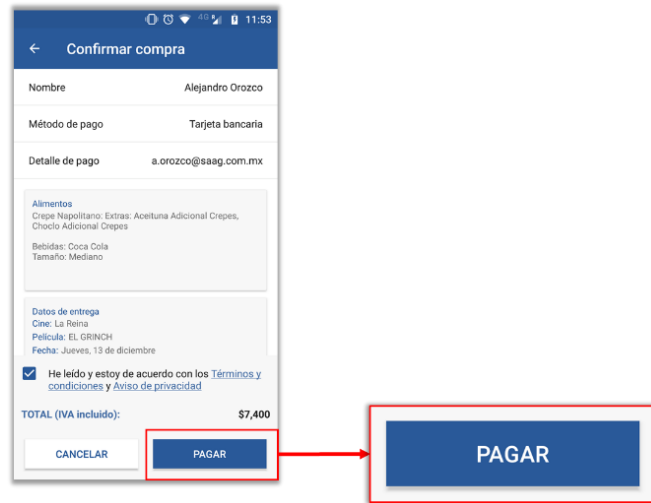 4G 11:53
Confirmar compra
Nombre Alejandro Orozco
Método de pago Tarjeta bancaria
Detalle de pago a.orozco@saag.com.mx
Alimentos
Crepe Napolitano: Extras: Aceituna Adicional Crepes,
Choclo Adicional Crepes
Bebidas: Coca Cola
Tamaño: Mediano
Datos de entrega
Cine: La Reina
Película: EL GRINCH
Fecha: Jueves, 13 de diciembre
He leído y estoy de acuerdo con los Términos y
condiciones y Aviso de privacidad
TOTAL (IVA incluido): $7,400
CANCELAR PAGAR
PAGAR